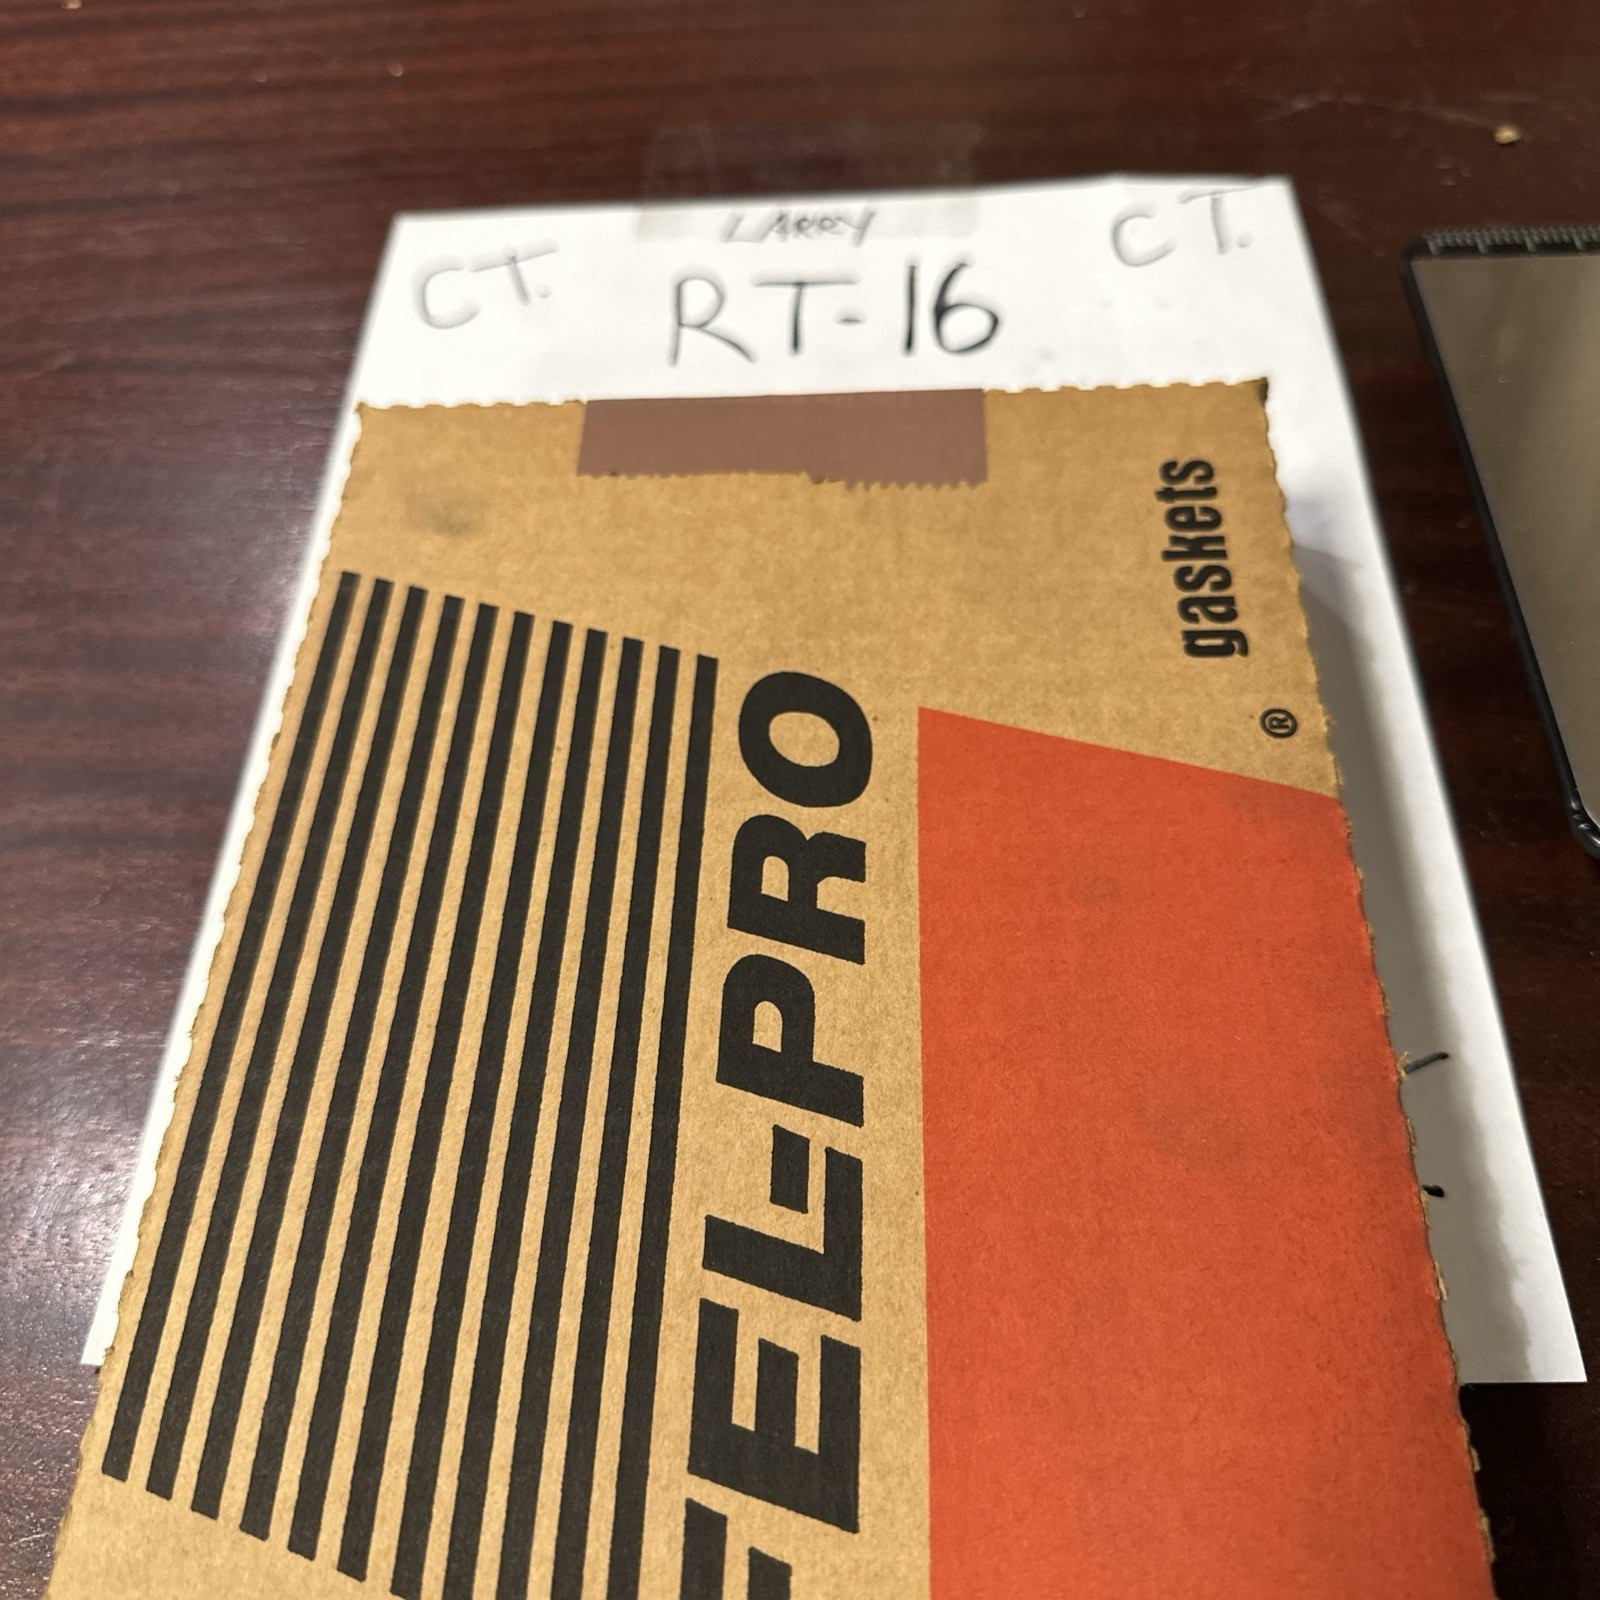 LARRY
CT. RT-16 CT.
FEL-PRO®
gaskets